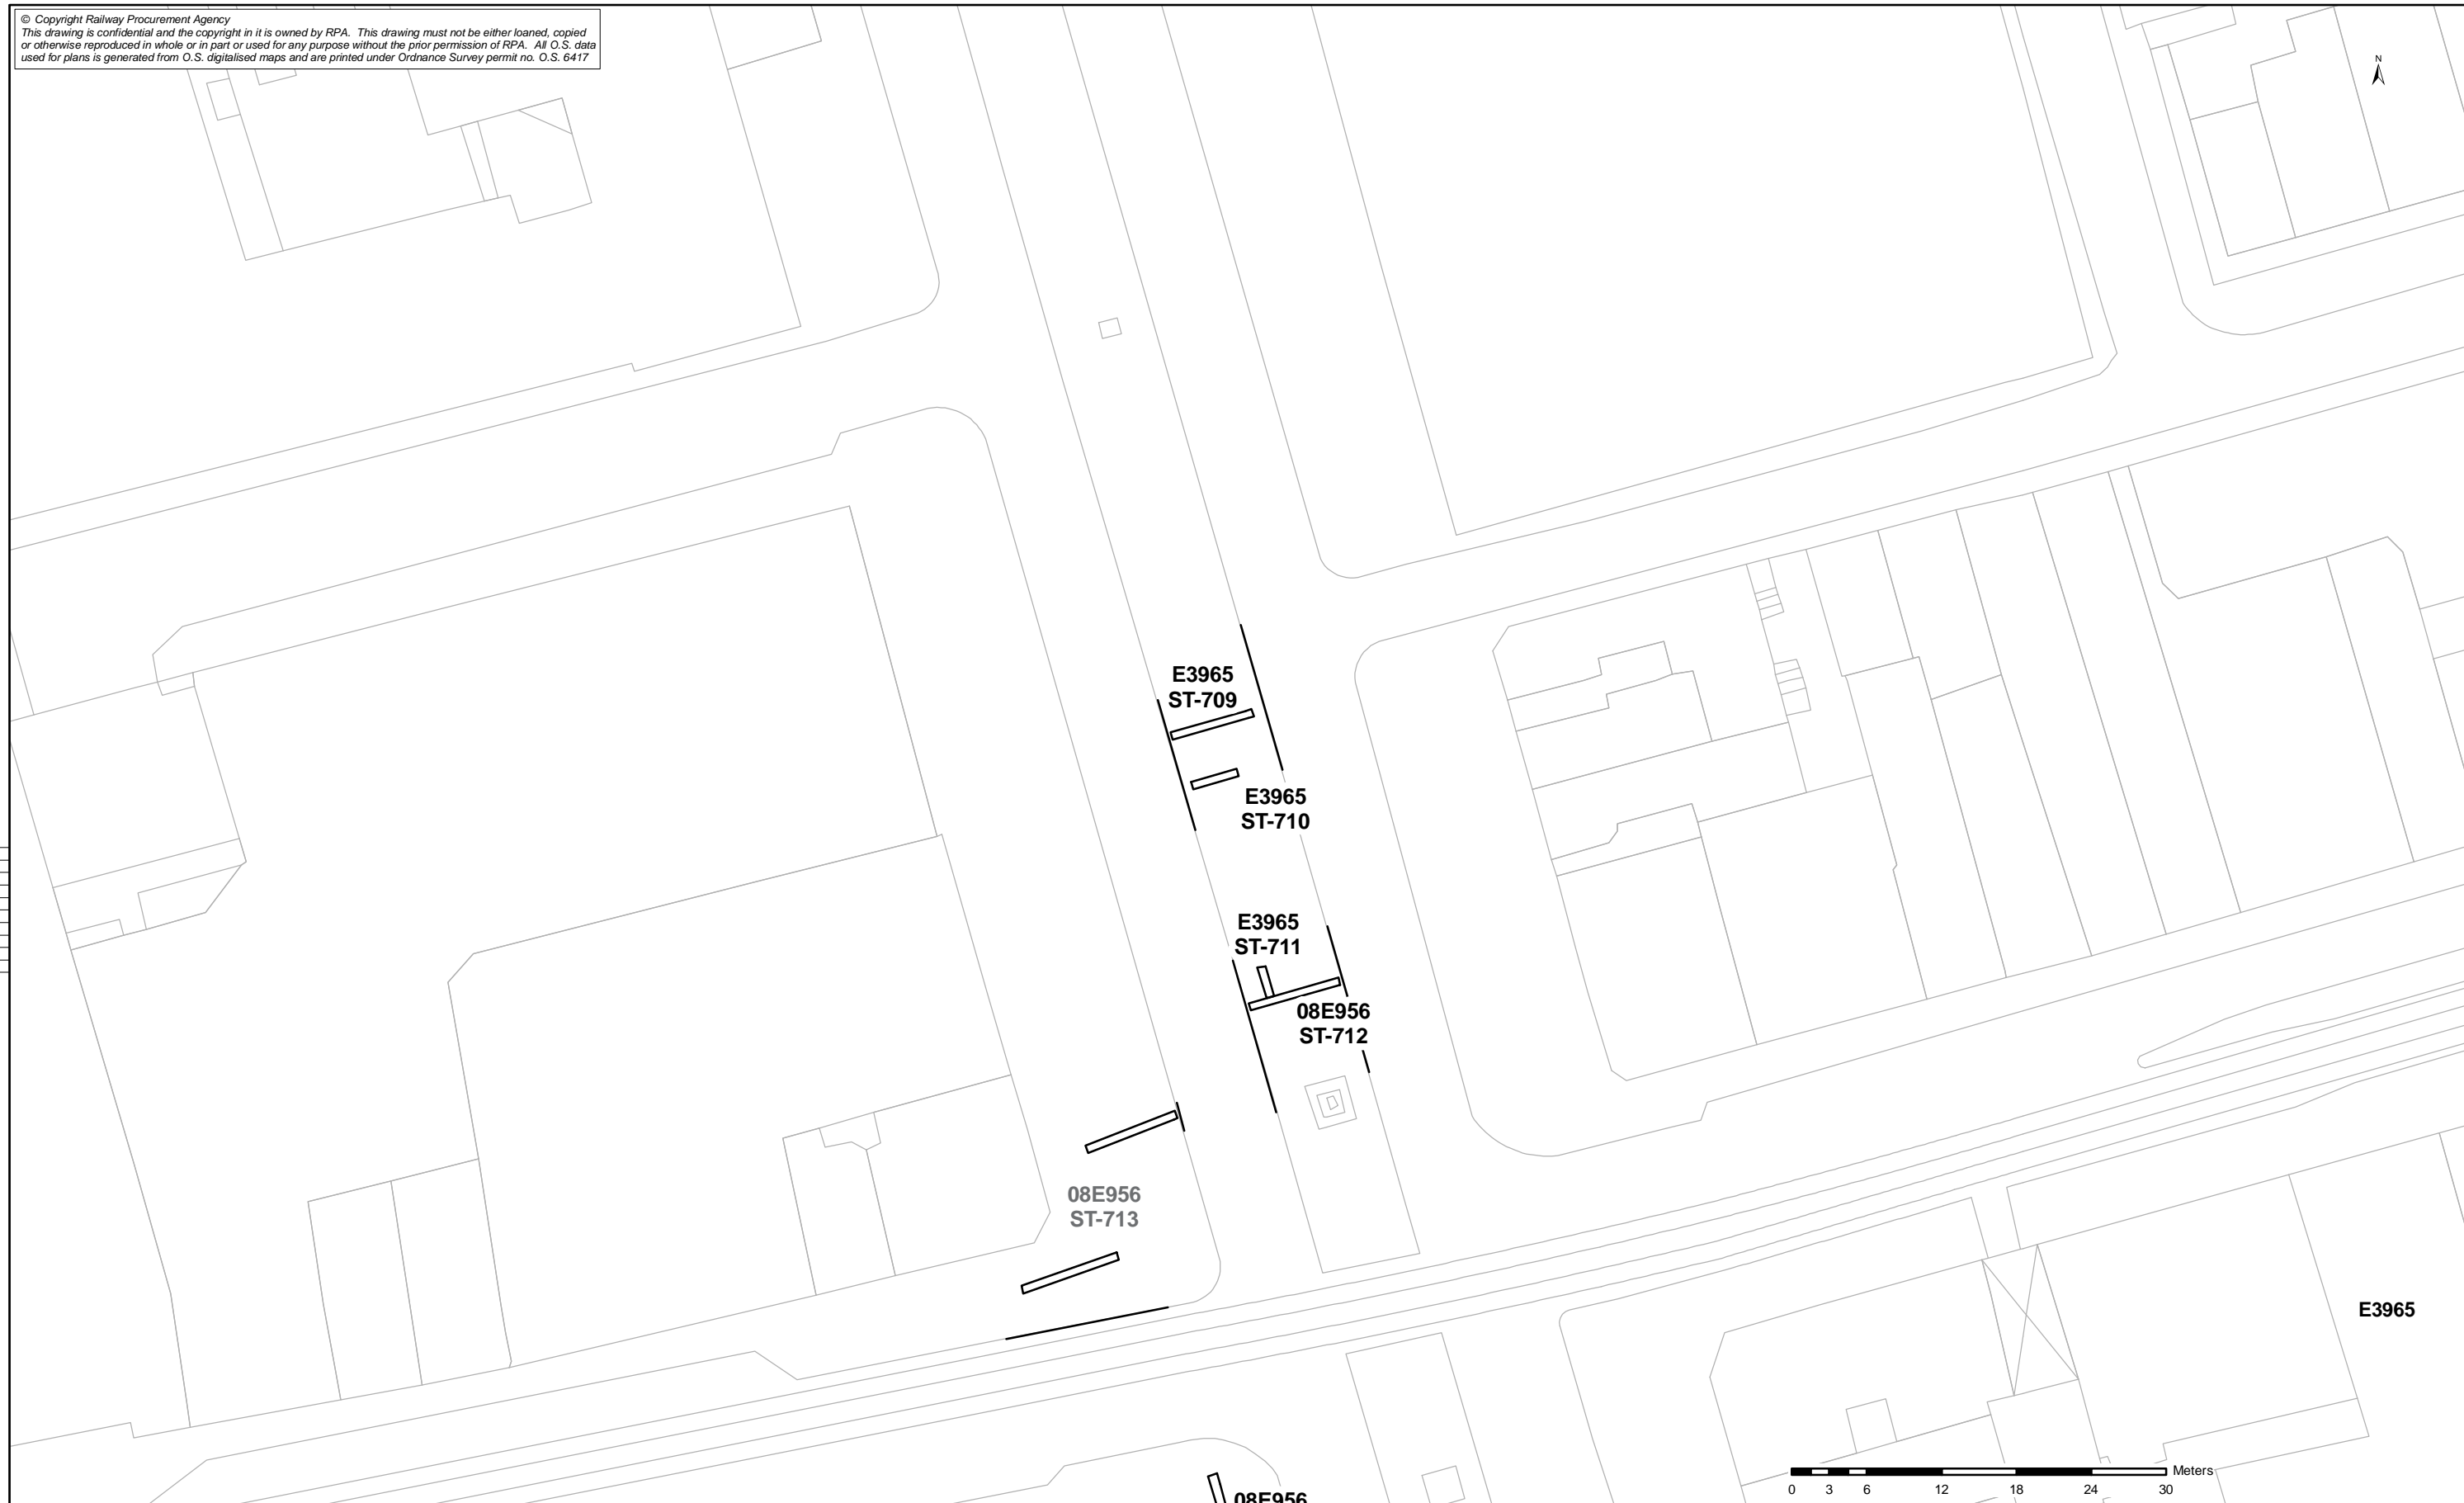 © Copyright Railway Procurement Agency
This drawing is confidential and the copyright in it is owned by RPA. This drawing must not be either loaned, copied
or otherwise reproduced in whole or in part or used for any purpose without the prior permission of RPA. All O.S. data
used for plans is generated from O.S. digitalised maps and are printed under Ordnance Survey permit no. O.S. 6417
N
E3965
ST-709
E3965
ST-710
E3965
ST-711
08E956
ST-712
08E956
ST-713
E3965
Meters
0 3 6 12 18 24 30
08E956